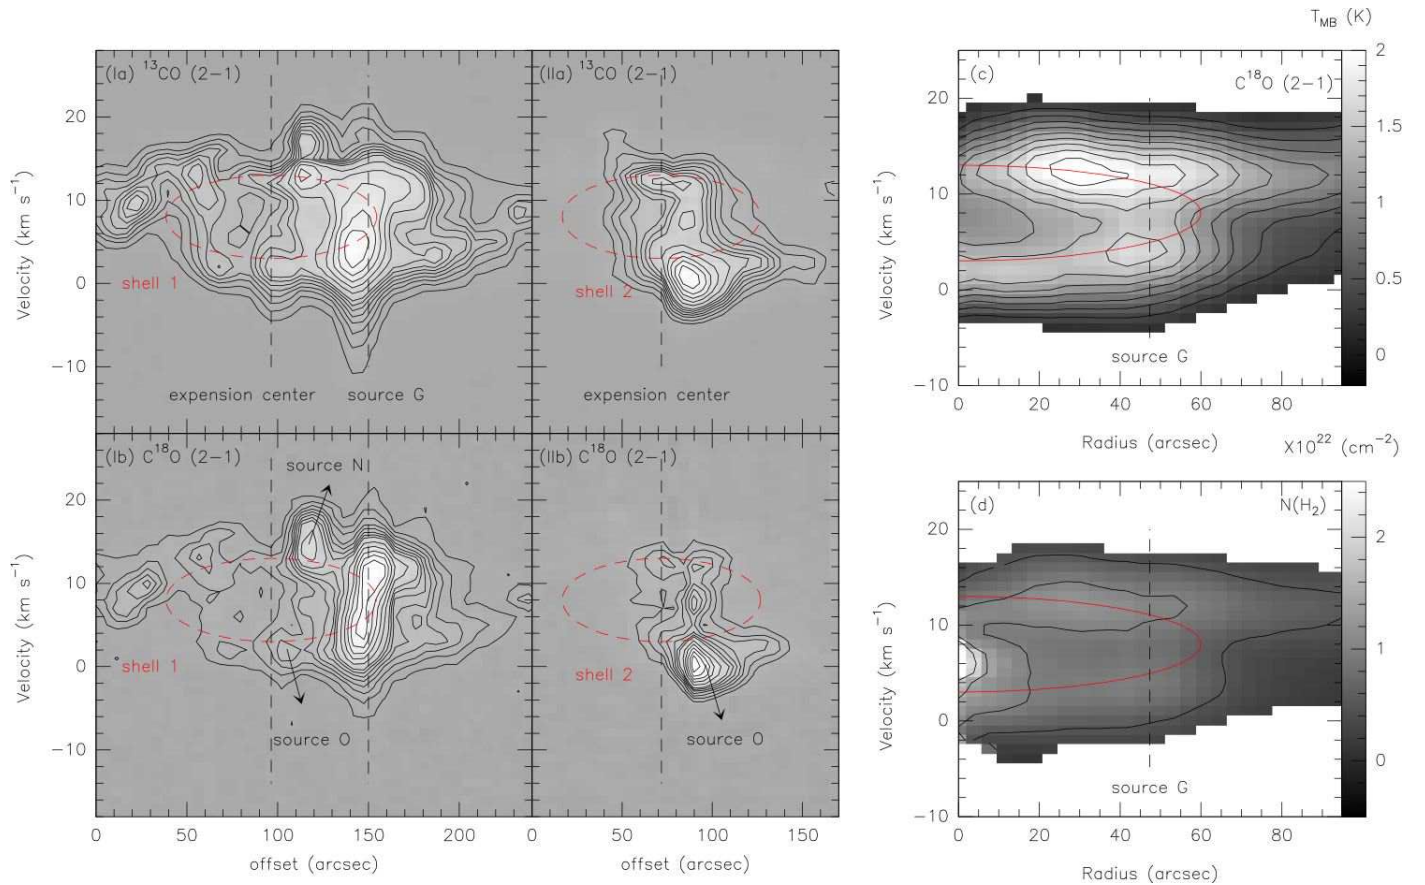 T_MB (K)
(Ia) ¹³CO (2−1)
(IIa) ¹³CO (2−1)
(c)
C¹⁸O (2−1)
20
10
0
−10
Velocity (km s⁻¹)
shell 1
shell 2
expension center
source G
expension center
20
10
0
−10
Velocity (km s⁻¹)
source G
0 20 40 60 80
Radius (arcsec)
2
1.5
1
0.5
0
(Ib) C¹⁸O (2−1)
(IIb) C¹⁸O (2−1)
source N
20
10
0
−10
Velocity (km s⁻¹)
shell 1
shell 2
source O
source O
0 50 100 150 200
offset (arcsec)
0 50 100 150
offset (arcsec)
X10²² (cm⁻²)
(d)
N(H₂)
20
10
0
−10
Velocity (km s⁻¹)
source G
0 20 40 60 80
Radius (arcsec)
2
1
0